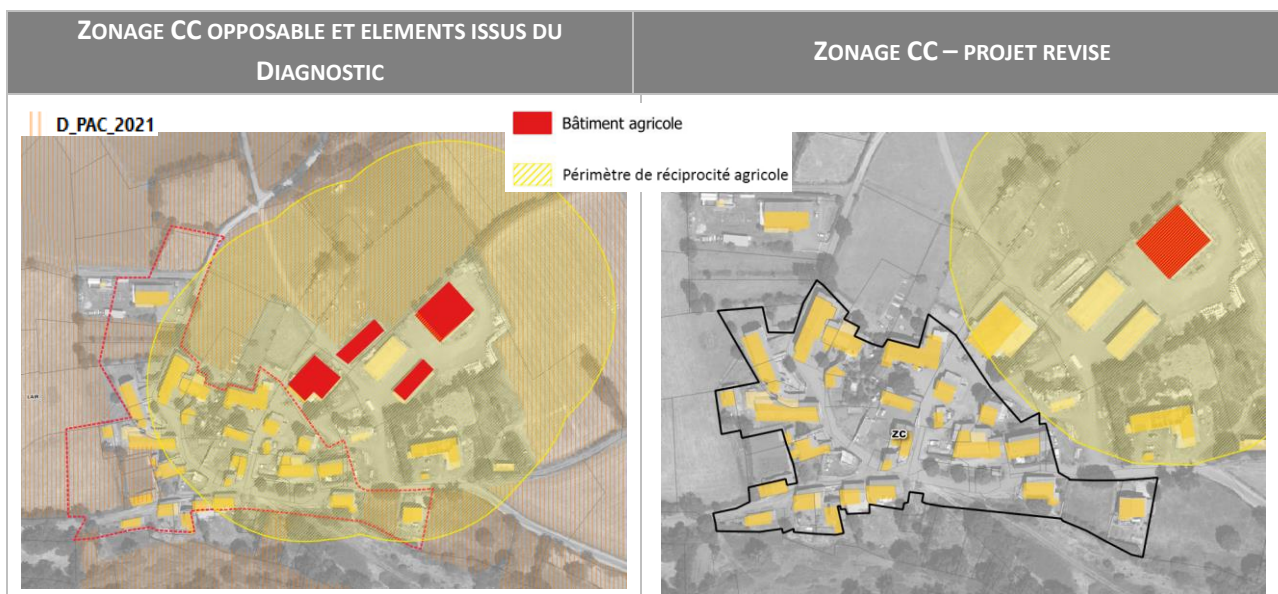 ZONAGE CC OPPOSABLE ET ELEMENTS ISSUS DU
DIAGNOSTIC
ZONAGE CC – PROJET REVISE
D_PAC_2021
Bâtiment agricole
Périmètre de réciprocité agricole
ZC